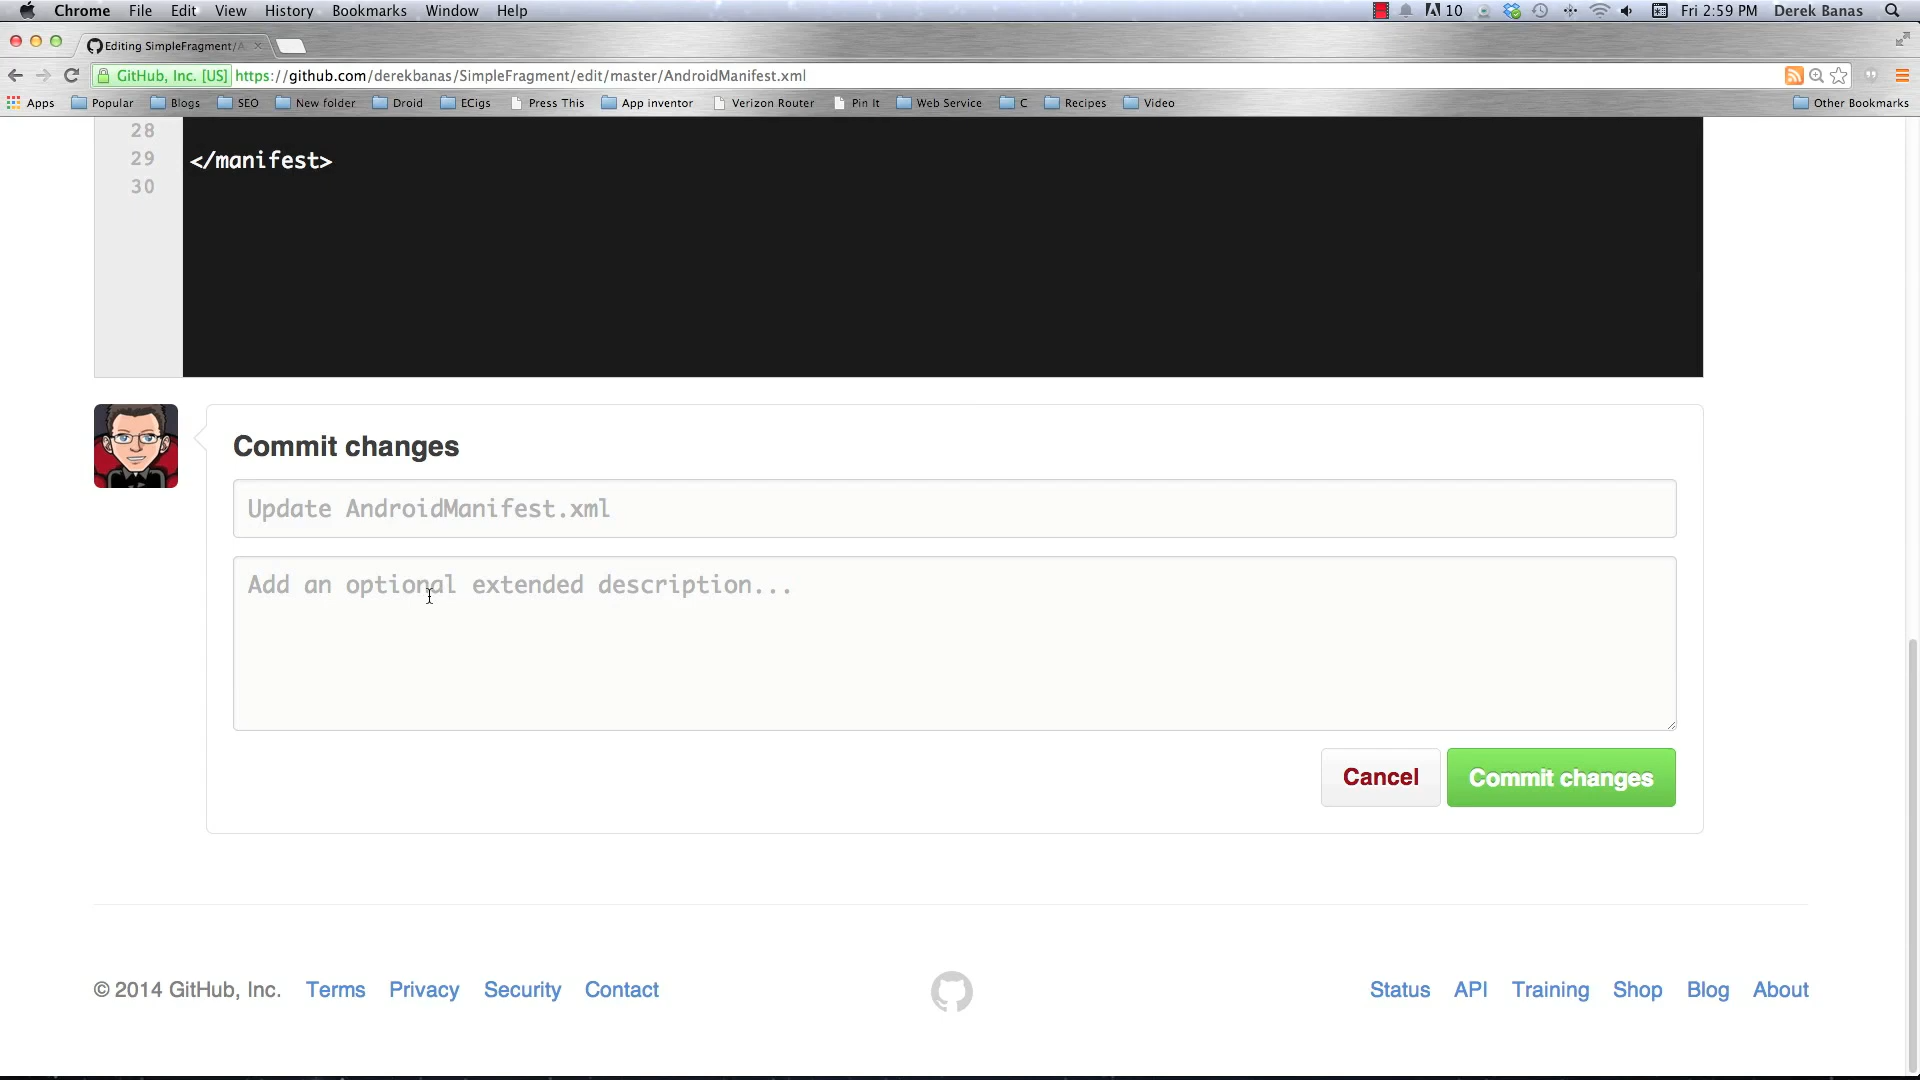 Chrome File Edit View History Bookmarks Window Help 10 Fri 2:59 PM Derek Banas
Editing SimpleFragment/A
GitHub, Inc. [US] https://github.com/derekbanas/SimpleFragment/edit/master/AndroidManifest.xml
Apps Popular Blogs SEO New folder Droid ECigs Press This App inventor Verizon Router Pin It Web Service C Recipes Video Other Bookmarks
28
29 </manifest>
30
Commit changes
Update AndroidManifest.xml
Add an optional extended description...
Cancel Commit changes
© 2014 GitHub, Inc. Terms Privacy Security Contact Status API Training Shop Blog About